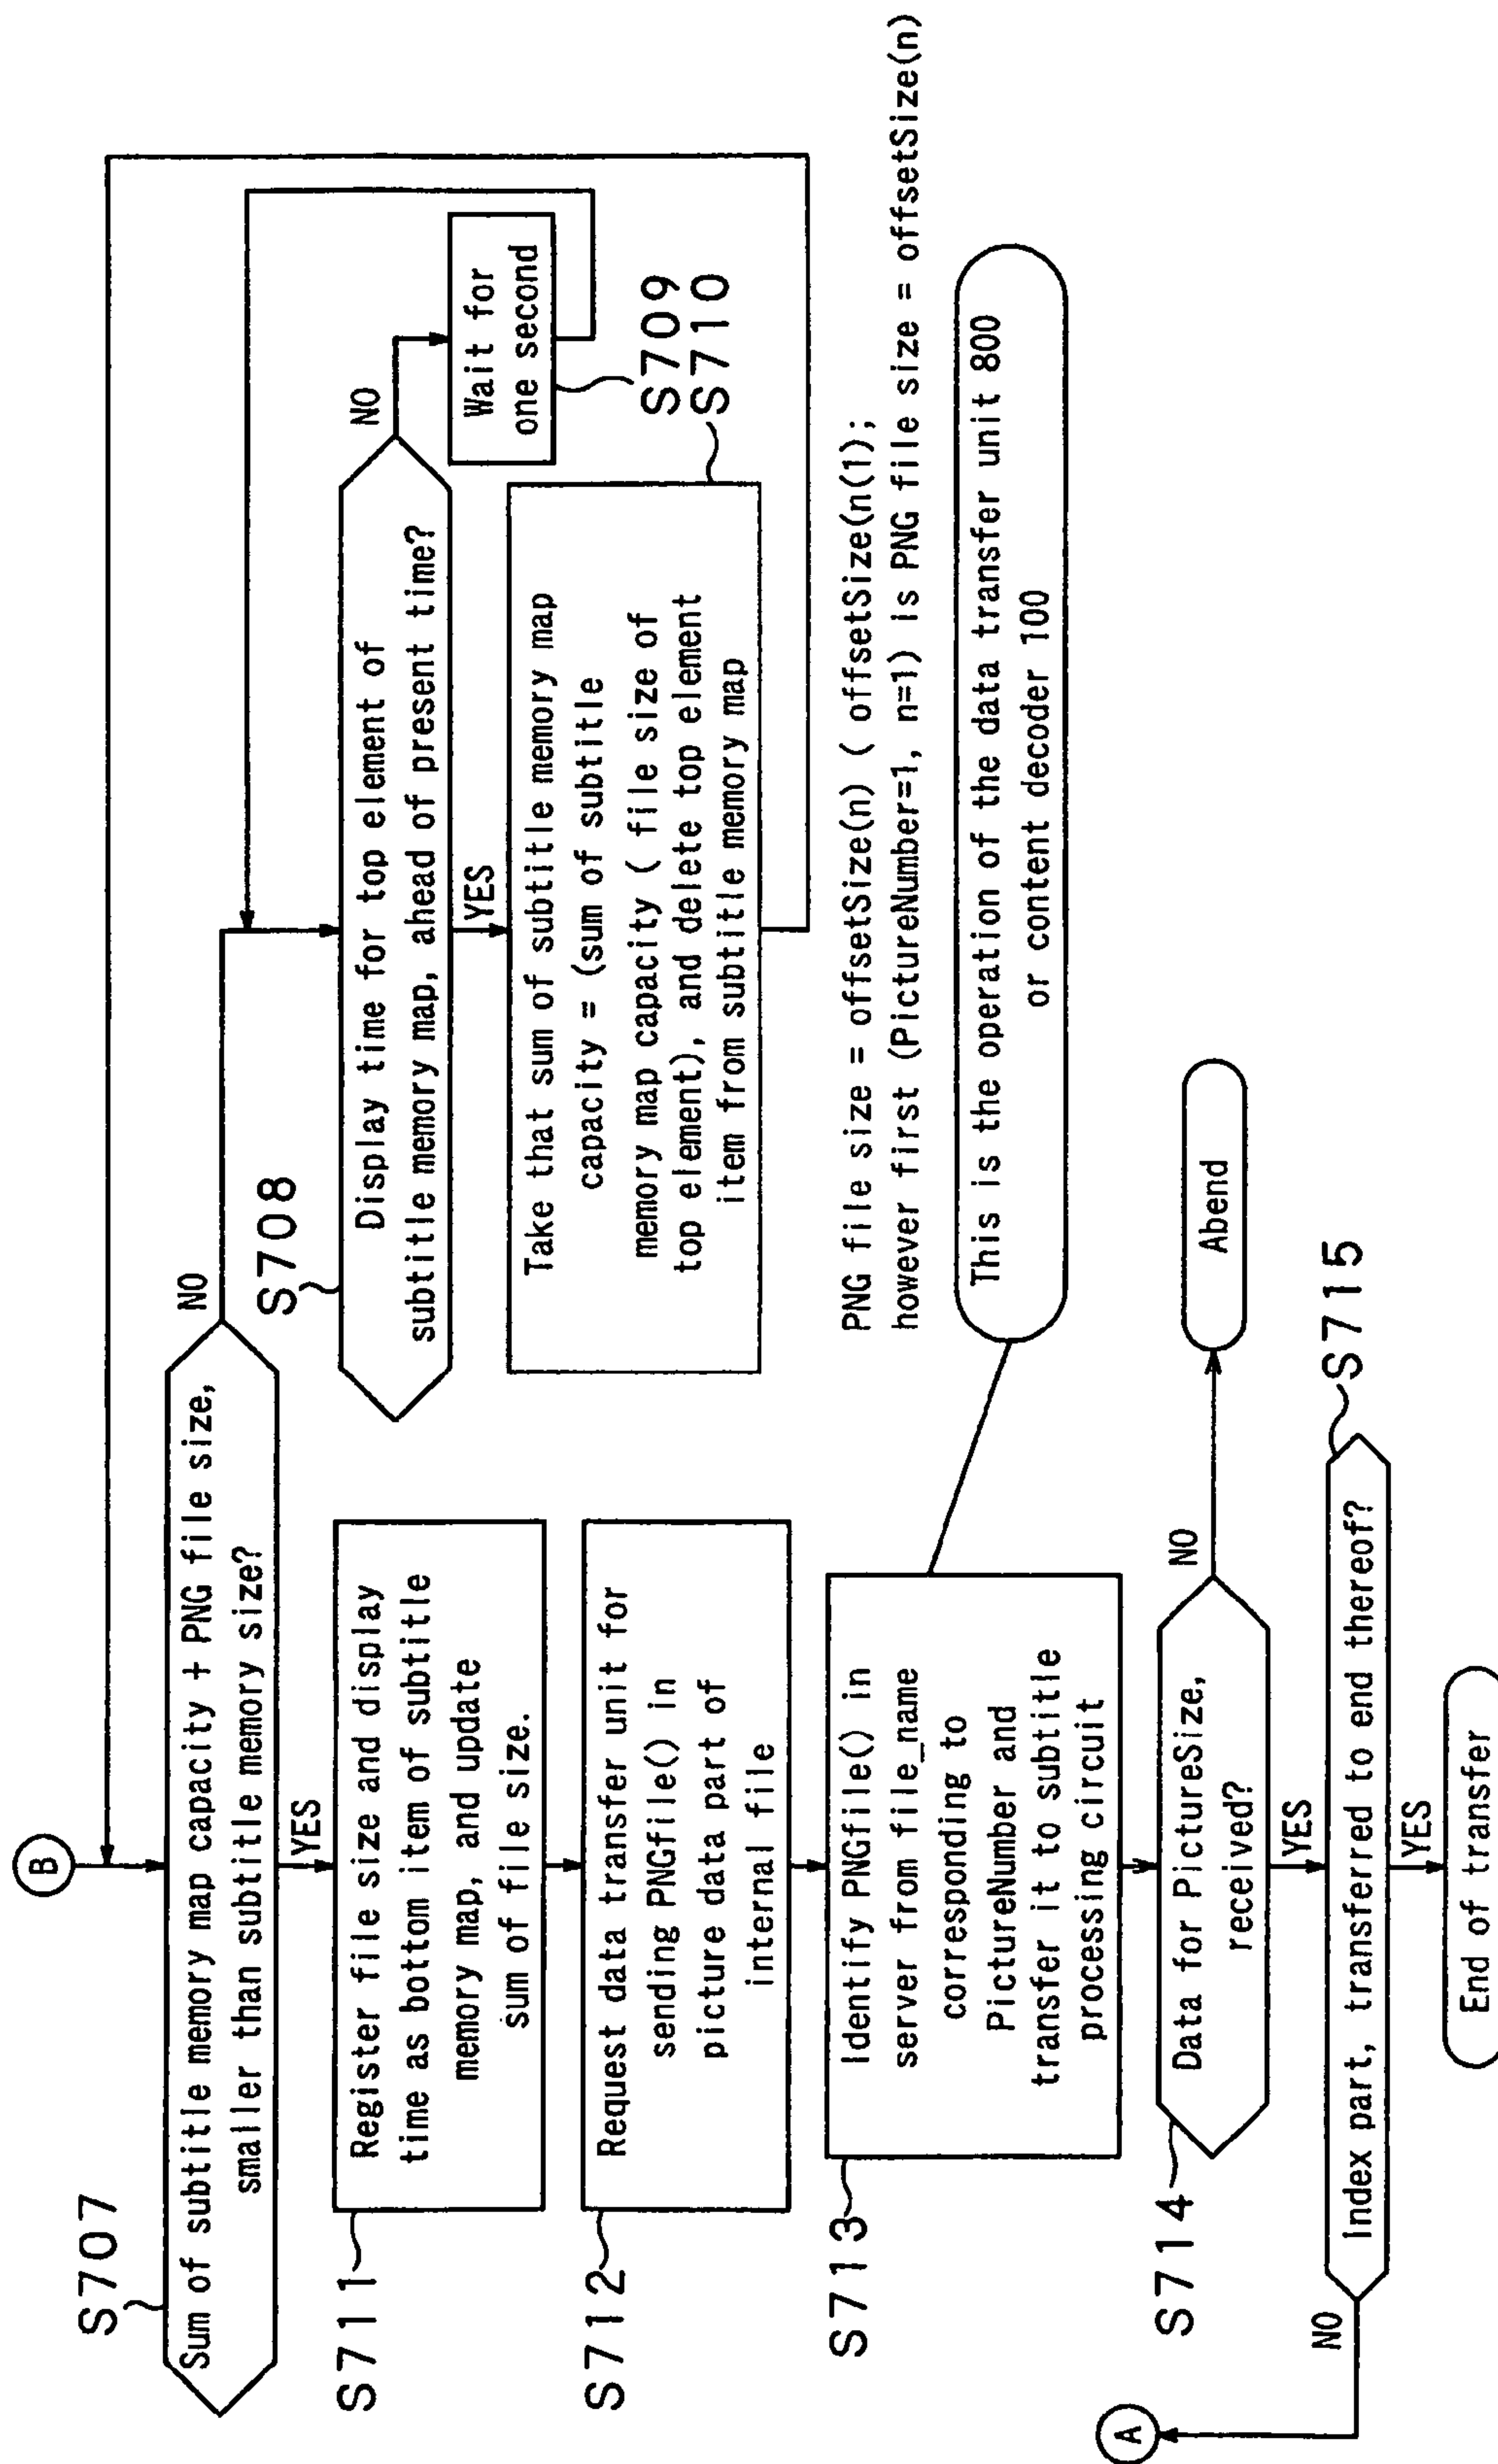 B
S707
Sum of subtitle memory map capacity + PNG file size,
smaller than subtitle memory size?
NO
YES
S708
Display time for top element of
subtitle memory map, ahead of present time?
NO
YES
Wait for
one second
S709
S710
Take that sum of subtitle memory map
capacity = (sum of subtitle
memory map capacity ( file size of
top element), and delete top element
item from subtitle memory map
S711
Register file size and display
time as bottom item of subtitle
memory map, and update
sum of file size.
S712
Request data transfer unit for
sending PNGfile() in
picture data part of
internal file
PNG file size = offsetSize(n) ( offsetSize(n(1);
however first (PictureNumber=1, n=1) is PNG file size = offsetSize(n)
S713
Identify PNGfile() in
server from file_name
corresponding to
PictureNumber and
transfer it to subtitle
processing circuit
This is the operation of the data transfer unit 800
or content decoder 100
S714
Data for PictureSize,
received?
NO
Abend
YES
S715
Index part, transferred to end thereof?
NO
A
YES
End of transfer